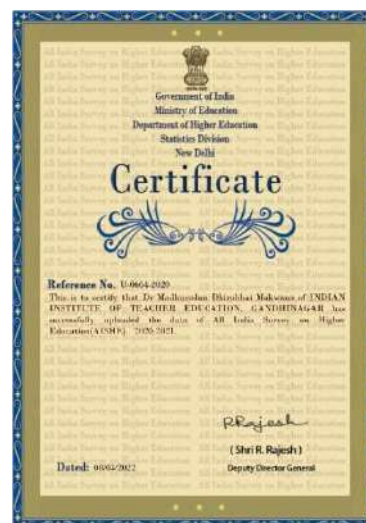 Government of India
Ministry of Education
Department of Higher Education
Statistics Division
New Delhi
Certificate
Reference No. U-0664-2020
This is to certify that Dr Madhusudan Dhirubhai Makwana of INDIAN
INSTITUTE OF TEACHER EDUCATION, GANDHINAGAR has
successfully uploaded the data of All India Survey on Higher
Education(AISHE) 2020-2021.
RRajesh
( Shri R. Rajesh )
Dated: 06/04/2022
Deputy Director General